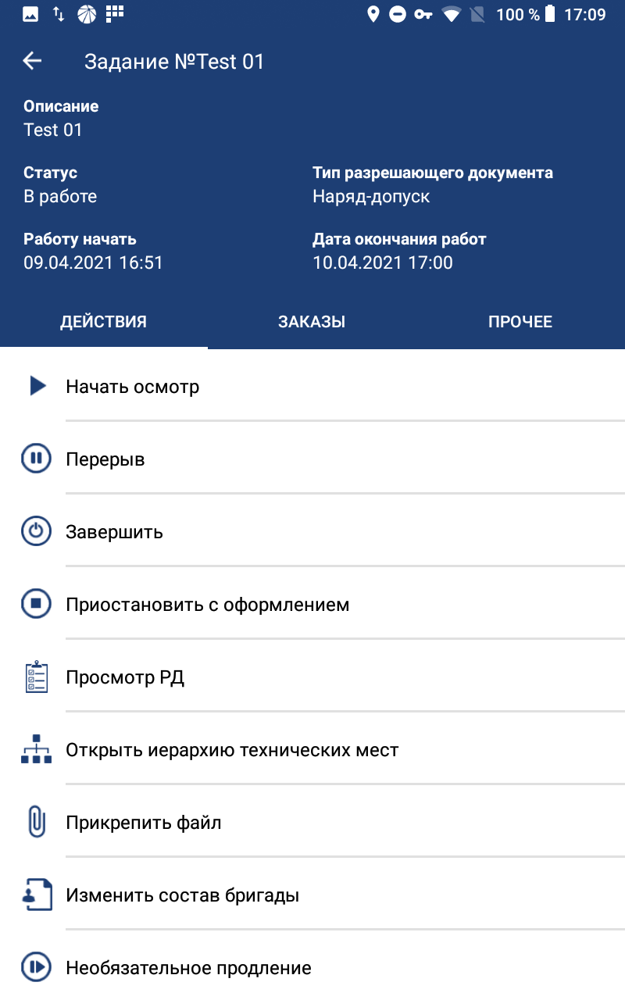 100 % 17:09
Задание №Test 01
Описание
Test 01
Статус Тип разрешающего документа
В работе Наряд-допуск
Работу начать Дата окончания работ
09.04.2021 16:51 10.04.2021 17:00
ДЕЙСТВИЯ ЗАКАЗЫ ПРОЧЕЕ
Начать осмотр
Перерыв
Завершить
Приостановить с оформлением
Просмотр РД
Открыть иерархию технических мест
Прикрепить файл
Изменить состав бригады
Необязательное продление